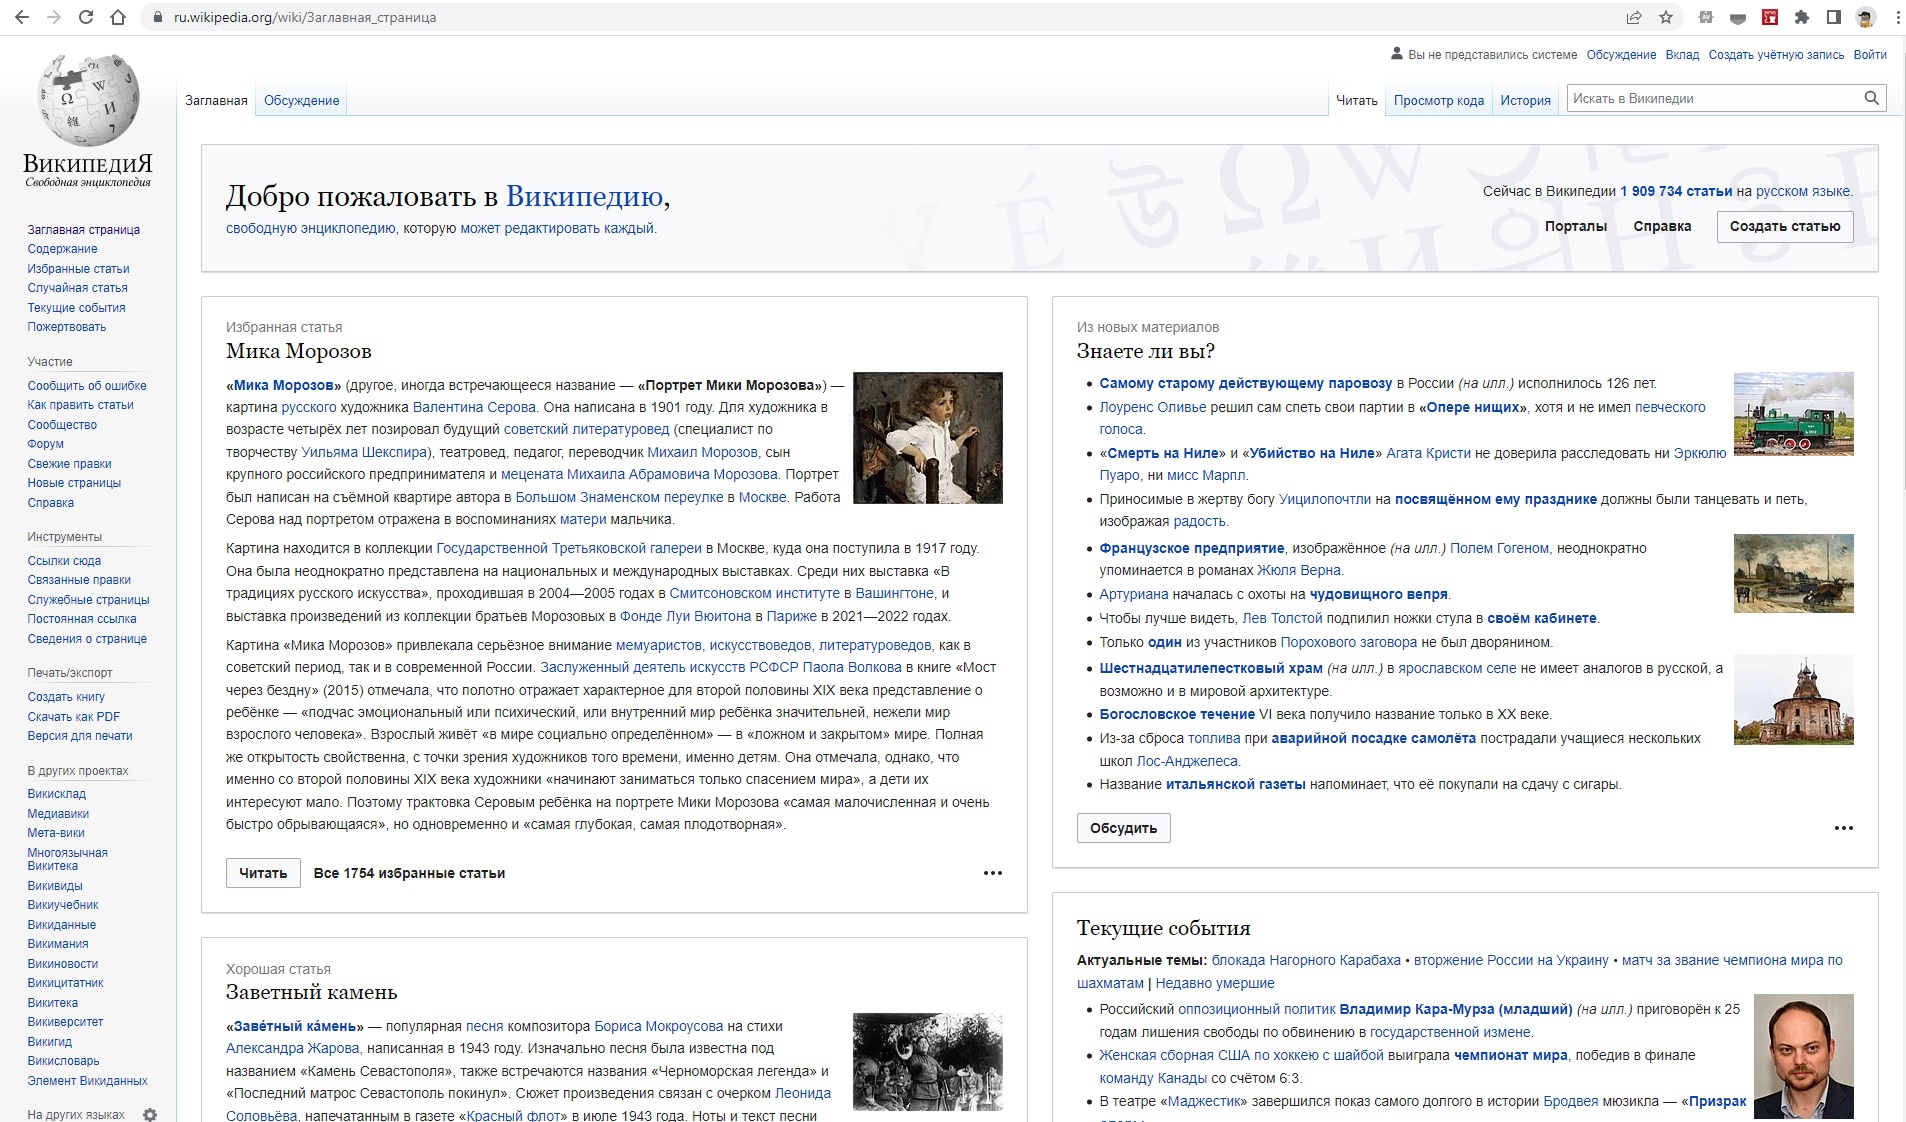 ru.wikipedia.org/wiki/Заглавная_страница
Вы не представились системе Обсуждение Вклад Создать учётную запись Войти
Заглавная Обсуждение
Читать Просмотр кода История Искать в Википедии
ВикипедиЯ
Свободная энциклопедия
Заглавная страница
Содержание
Избранные статьи
Случайная статья
Текущие события
Пожертвовать
Участие
Сообщить об ошибке
Как править статьи
Сообщество
Форум
Свежие правки
Новые страницы
Справка
Инструменты
Ссылки сюда
Связанные правки
Служебные страницы
Постоянная ссылка
Сведения о странице
Печать/экспорт
Создать книгу
Скачать как PDF
Версия для печати
В других проектах
Викисклад
Медиавики
Мета-вики
Многоязычная
Викитека
Викивиды
Викиучебник
Викиданные
Викимания
Викиновости
Викицитатник
Викитека
Викиверситет
Викигид
Викисловарь
Элемент Викиданных
На других языках
Добро пожаловать в Википедию,
свободную энциклопедию, которую может редактировать каждый.
Сейчас в Википедии 1 909 734 статьи на русском языке.
Порталы Справка Создать статью
Избранная статья
Мика Морозов
«Мика Морозов» (другое, иногда встречающееся название — «Портрет Мики Морозова») —
картина русского художника Валентина Серова. Она написана в 1901 году. Для художника в
возрасте четырёх лет позировал будущий советский литературовед (специалист по
творчеству Уильяма Шекспира), театровед, педагог, переводчик Михаил Морозов, сын
крупного российского предпринимателя и мецената Михаила Абрамовича Морозова. Портрет
был написан на съёмной квартире автора в Большом Знаменском переулке в Москве. Работа
Серова над портретом отражена в воспоминаниях матери мальчика.
Картина находится в коллекции Государственной Третьяковской галереи в Москве, куда она поступила в 1917 году.
Она была неоднократно представлена на национальных и международных выставках. Среди них выставка «В
традициях русского искусства», проходившая в 2004—2005 годах в Смитсоновском институте в Вашингтоне, и
выставка произведений из коллекции братьев Морозовых в Фонде Луи Вюитона в Париже в 2021—2022 годах.
Картина «Мика Морозов» привлекала серьёзное внимание мемуаристов, искусствоведов, литературоведов, как в
советский период, так и в современной России. Заслуженный деятель искусств РСФСР Паола Волкова в книге «Мост
через бездну» (2015) отмечала, что полотно отражает характерное для второй половины XIX века представление о
ребёнке — «подчас эмоциональный или психический, или внутренний мир ребёнка значительней, нежели мир
взрослого человека». Взрослый живёт «в мире социально определённом» — в «ложном и закрытом» мире. Полная
же открытость свойственна, с точки зрения художников того времени, именно детям. Она отмечала, однако, что
именно со второй половины XIX века художники «начинают заниматься только спасением мира», а дети их
интересуют мало. Поэтому трактовка Серовым ребёнка на портрете Мики Морозова «самая малочисленная и очень
быстро обрывающаяся», но одновременно и «самая глубокая, самая плодотворная».
Читать Все 1754 избранные статьи
Хорошая статья
Заветный камень
«Заве́тный ка́мень» — популярная песня композитора Бориса Мокроусова на стихи
Александра Жарова, написанная в 1943 году. Изначально песня была известна под
названием «Камень Севастополя», также встречаются названия «Черноморская легенда» и
«Последний матрос Севастополь покинул». Сюжет произведения связан с очерком Леонида
Соловьёва, напечатанным в газете «Красный флот» в июле 1943 года. Ноты и текст песни
Из новых материалов
Знаете ли вы?
• Самому старому действующему паровозу в России (на илл.) исполнилось 126 лет.
• Лоуренс Оливье решил сам спеть свои партии в «Опере нищих», хотя и не имел певческого
голоса.
• «Смерть на Ниле» и «Убийство на Ниле» Агата Кристи не доверила расследовать ни Эркюлю
Пуаро, ни мисс Марпл.
• Приносимые в жертву богу Уицилопочтли на посвящённом ему празднике должны были танцевать и петь,
изображая радость.
• Французское предприятие, изображённое (на илл.) Полем Гогеном, неоднократно
упоминается в романах Жюля Верна.
• Артуриана началась с охоты на чудовищного вепря.
• Чтобы лучше видеть, Лев Толстой подпилил ножки стула в своём кабинете.
• Только один из участников Порохового заговора не был дворянином.
• Шестнадцатилепестковый храм (на илл.) в ярославском селе не имеет аналогов в русской, а
возможно и в мировой архитектуре.
• Богословское течение VI века получило название только в XX веке.
• Из-за сброса топлива при аварийной посадке самолёта пострадали учащиеся нескольких
школ Лос-Анджелеса.
• Название итальянской газеты напоминает, что её покупали на сдачу с сигары.
Обсудить
Текущие события
Актуальные темы: блокада Нагорного Карабаха • вторжение России на Украину • матч за звание чемпиона мира по
шахматам | Недавно умершие
• Российский оппозиционный политик Владимир Кара-Мурза (младший) (на илл.) приговорён к 25
годам лишения свободы по обвинению в государственной измене.
• Женская сборная США по хоккею с шайбой выиграла чемпионат мира, победив в финале
команду Канады со счётом 6:3.
• В театре «Маджестик» завершился показ самого долгого в истории Бродвея мюзикла — «Призрак